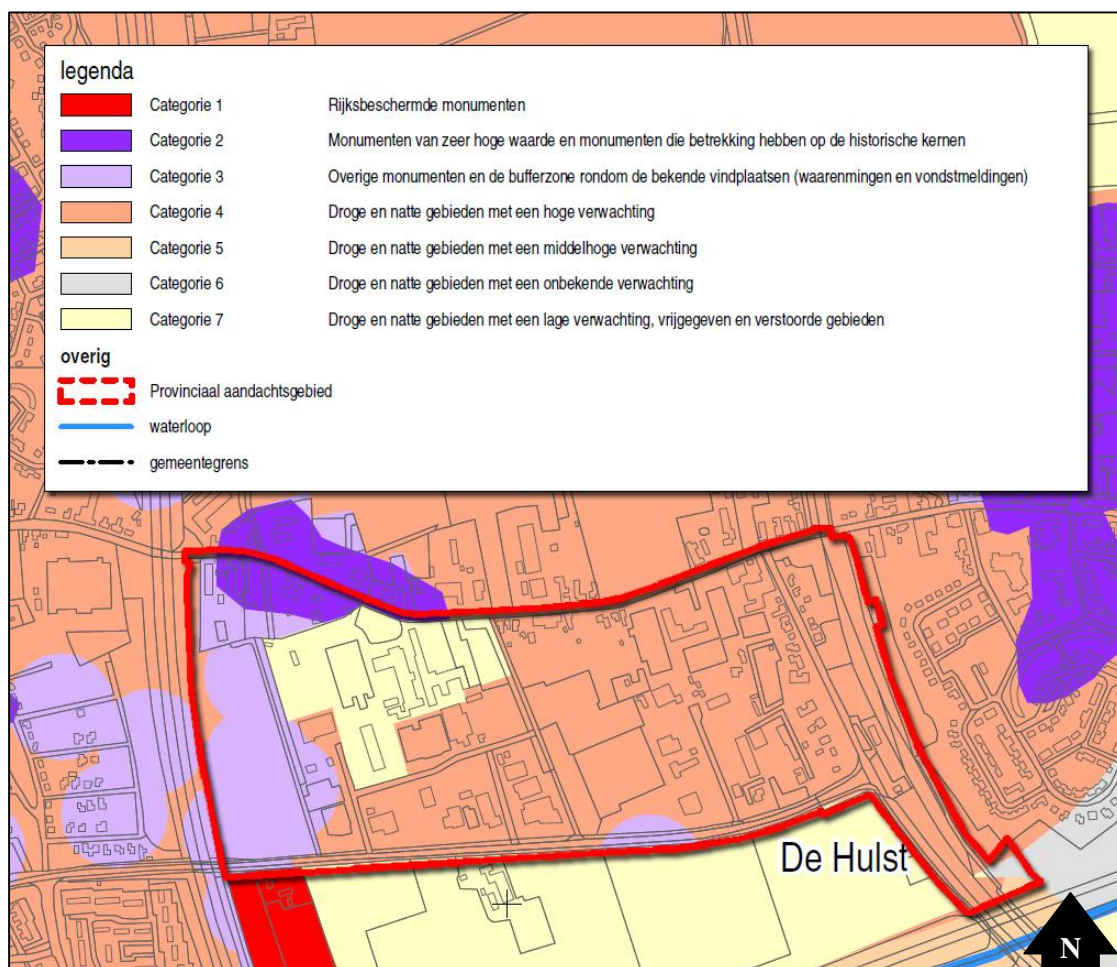 legenda
Categorie 1 Rijksbeschermde monumenten
Categorie 2 Monumenten van zeer hoge waarde en monumenten die betrekking hebben op de historische kernen
Categorie 3 Overige monumenten en de bufferzone rondom de bekende vindplaatsen (waarenmingen en vondstmeldingen)
Categorie 4 Droge en natte gebieden met een hoge verwachting
Categorie 5 Droge en natte gebieden met een middelhoge verwachting
Categorie 6 Droge en natte gebieden met een onbekende verwachting
Categorie 7 Droge en natte gebieden met een lage verwachting, vrijgegeven en verstoorde gebieden
overig
Provinciaal aandachtsgebied
waterloop
gemeentegrens
De Hulst
N